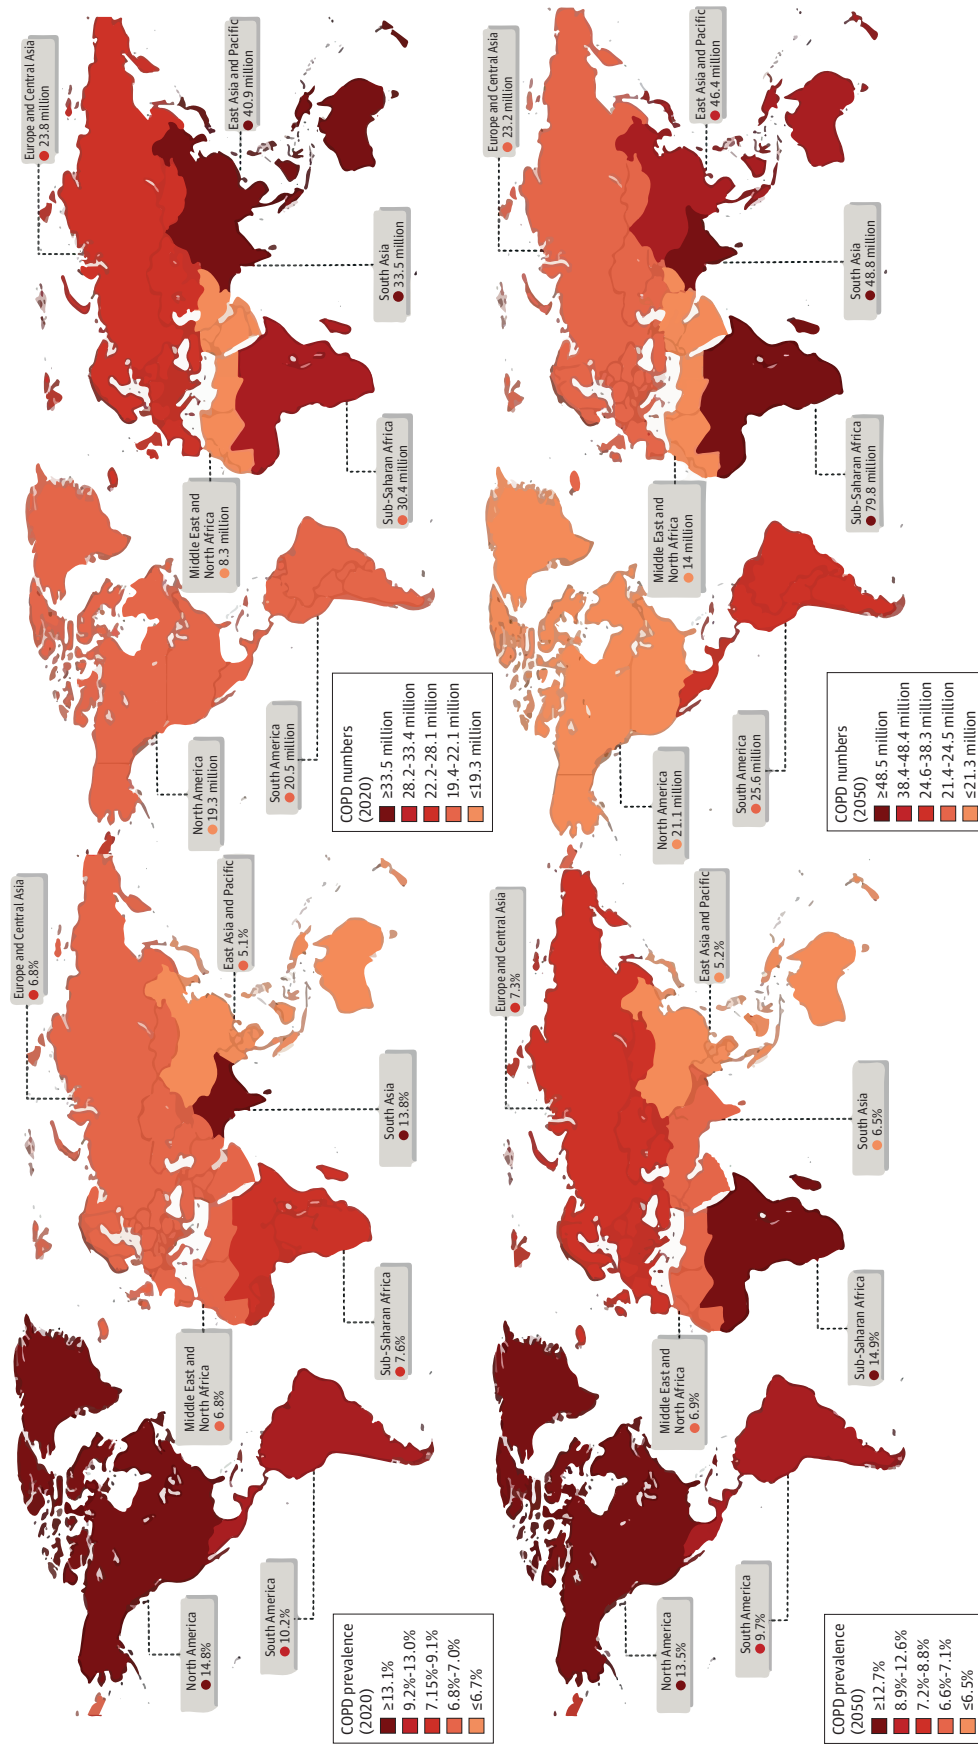 Europe and Central Asia
6.8%
East Asia and Pacific
5.1%
South Asia
13.8%
Sub-Saharan Africa
7.6%
Middle East and
North Africa
6.8%
North America
14.8%
South America
10.2%
COPD prevalence
(2020)
≥13.1%
9.2%-13.0%
7.15%-9.1%
6.8%-7.0%
≤6.7%
Europe and Central Asia
23.8 million
East Asia and Pacific
40.9 million
South Asia
33.5 million
Sub-Saharan Africa
30.4 million
Middle East and
North Africa
8.3 million
North America
19.3 million
South America
20.5 million
COPD numbers
(2020)
≥33.5 million
28.2-33.4 million
22.2-28.1 million
19.4-22.1 million
≤19.3 million
Europe and Central Asia
7.3%
East Asia and Pacific
5.2%
South Asia
6.5%
Sub-Saharan Africa
14.9%
Middle East and
North Africa
6.9%
North America
13.5%
South America
9.7%
COPD prevalence
(2050)
≥12.7%
8.9%-12.6%
7.2%-8.8%
6.6%-7.1%
≤6.5%
Europe and Central Asia
23.2 million
East Asia and Pacific
46.4 million
South Asia
48.8 million
Sub-Saharan Africa
79.8 million
Middle East and
North Africa
14 million
North America
21.1 million
South America
25.6 million
COPD numbers
(2050)
≥48.5 million
38.4-48.4 million
24.6-38.3 million
21.4-24.5 million
≤21.3 million